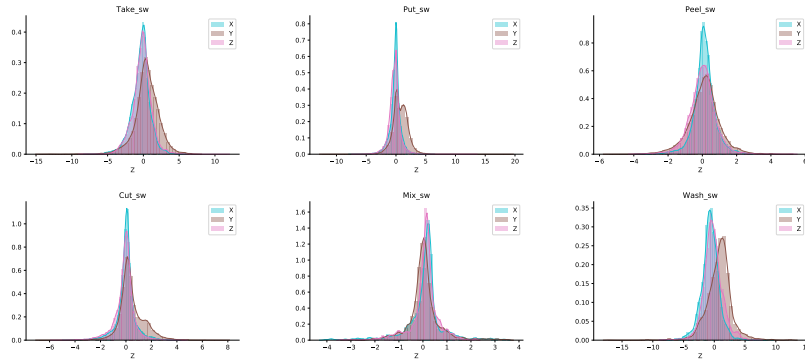 Take_sw
0.4
0.3
0.2
0.1
0.0
−15 −10 −5 0 5 10
Z
X
Y
Z
Put_sw
0.8
0.7
0.6
0.5
0.4
0.3
0.2
0.1
0.0
−10 −5 0 5 10 15 20
Z
X
Y
Z
Peel_sw
0.8
0.6
0.4
0.2
0.0
−6 −4 −2 0 2 4 6
Z
X
Y
Z
Cut_sw
1.0
0.8
0.6
0.4
0.2
0.0
−6 −4 −2 0 2 4 6 8
Z
X
Y
Z
Mix_sw
1.6
1.4
1.2
1.0
0.8
0.6
0.4
0.2
0.0
−4 −3 −2 −1 0 1 2 3 4
Z
X
Y
Z
Wash_sw
0.35
0.30
0.25
0.20
0.15
0.10
0.05
0.00
−15 −10 −5 0 5 10
Z
X
Y
Z